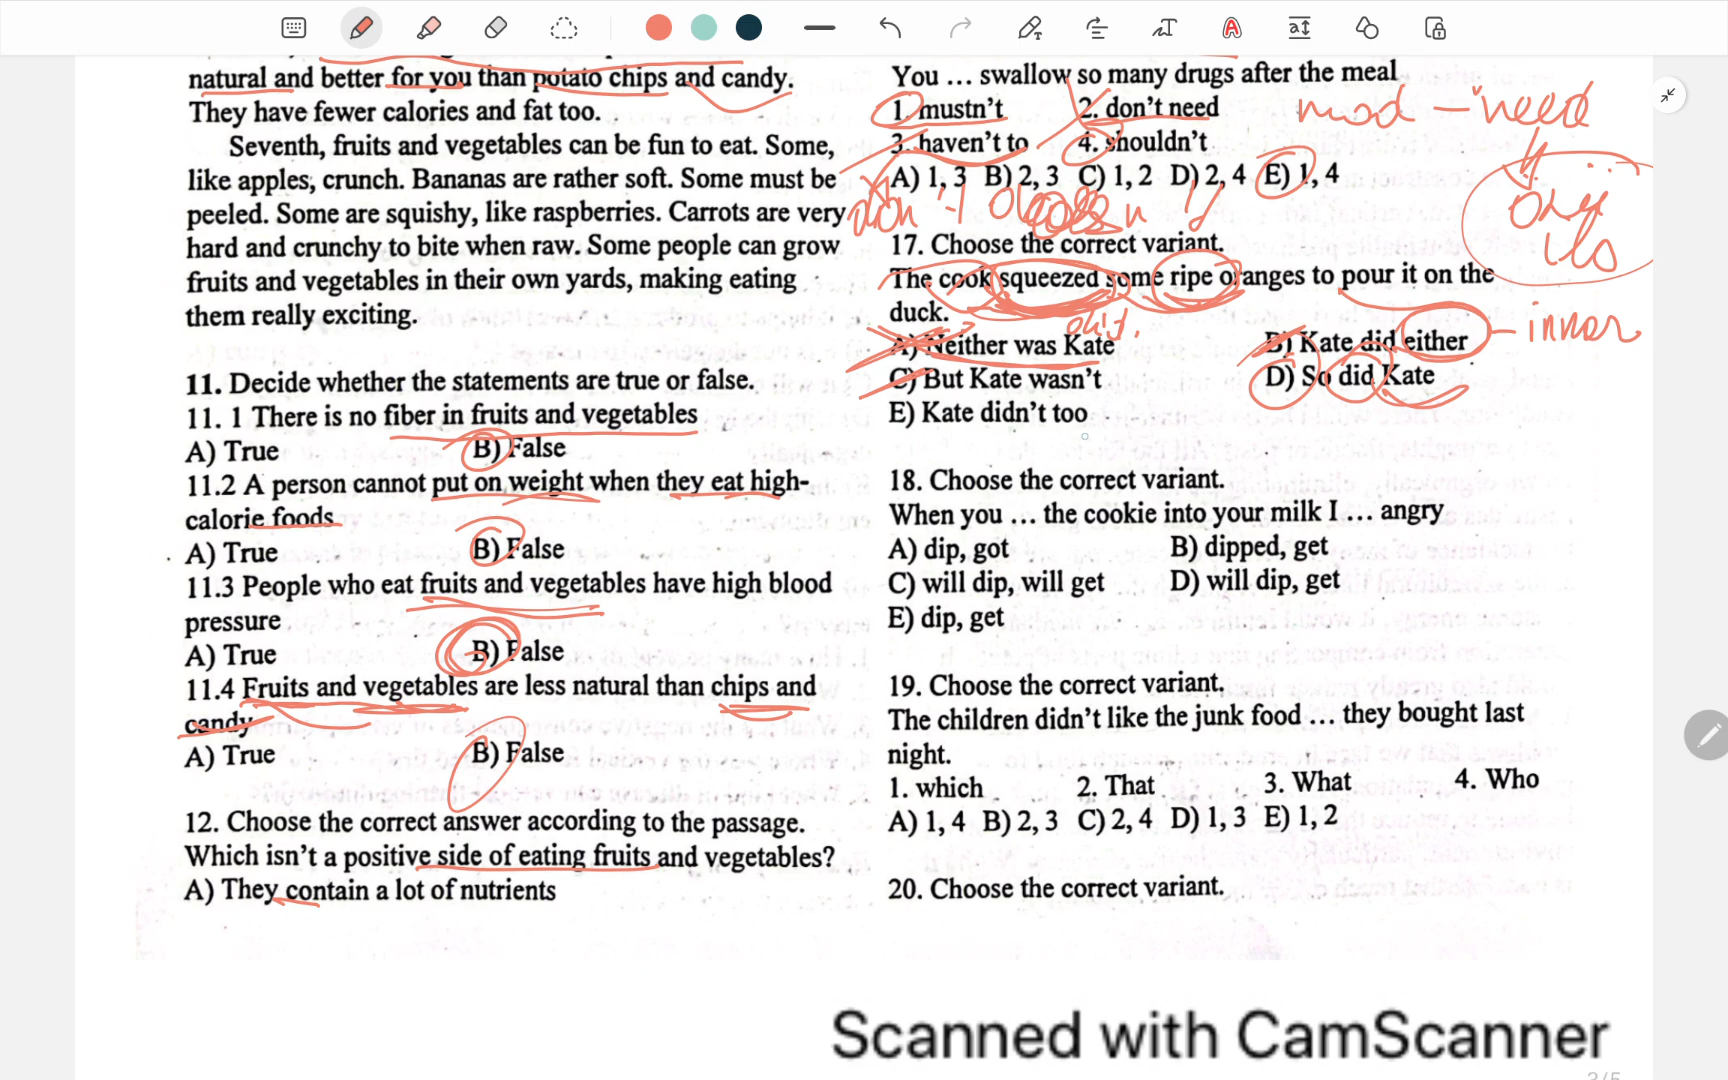 natural and better for you than potato chips and candy.
They have fewer calories and fat too.
Seventh, fruits and vegetables can be fun to eat. Some,
like apples, crunch. Bananas are rather soft. Some must be
peeled. Some are squishy, like raspberries. Carrots are very
hard and crunchy to bite when raw. Some people can grow
fruits and vegetables in their own yards, making eating
them really exciting.
11. Decide whether the statements are true or false.
11. 1 There is no fiber in fruits and vegetables
A) True B) False
11.2 A person cannot put on weight when they eat high-
calorie foods
A) True B) False
11.3 People who eat fruits and vegetables have high blood
pressure
A) True B) False
11.4 Fruits and vegetables are less natural than chips and
candy
A) True B) False
12. Choose the correct answer according to the passage.
Which isn't a positive side of eating fruits and vegetables?
A) They contain a lot of nutrients
You ... swallow so many drugs after the meal
1. mustn't 2. don't need
3. haven't to 4. shouldn't
A) 1, 3 B) 2, 3 C) 1, 2 D) 2, 4 E) 1, 4
need
17. Choose the correct variant.
The cook squeezed some ripe oranges to pour it on the
duck.
A) Neither was Kate B) Kate did either
C) But Kate wasn't D) So did Kate
E) Kate didn't too
18. Choose the correct variant.
When you ... the cookie into your milk I ... angry
A) dip, got B) dipped, get
C) will dip, will get D) will dip, get
E) dip, get
19. Choose the correct variant.
The children didn't like the junk food ... they bought last
night.
1. which 2. That 3. What 4. Who
A) 1, 4 B) 2, 3 C) 2, 4 D) 1, 3 E) 1, 2
20. Choose the correct variant.
Scanned with CamScanner